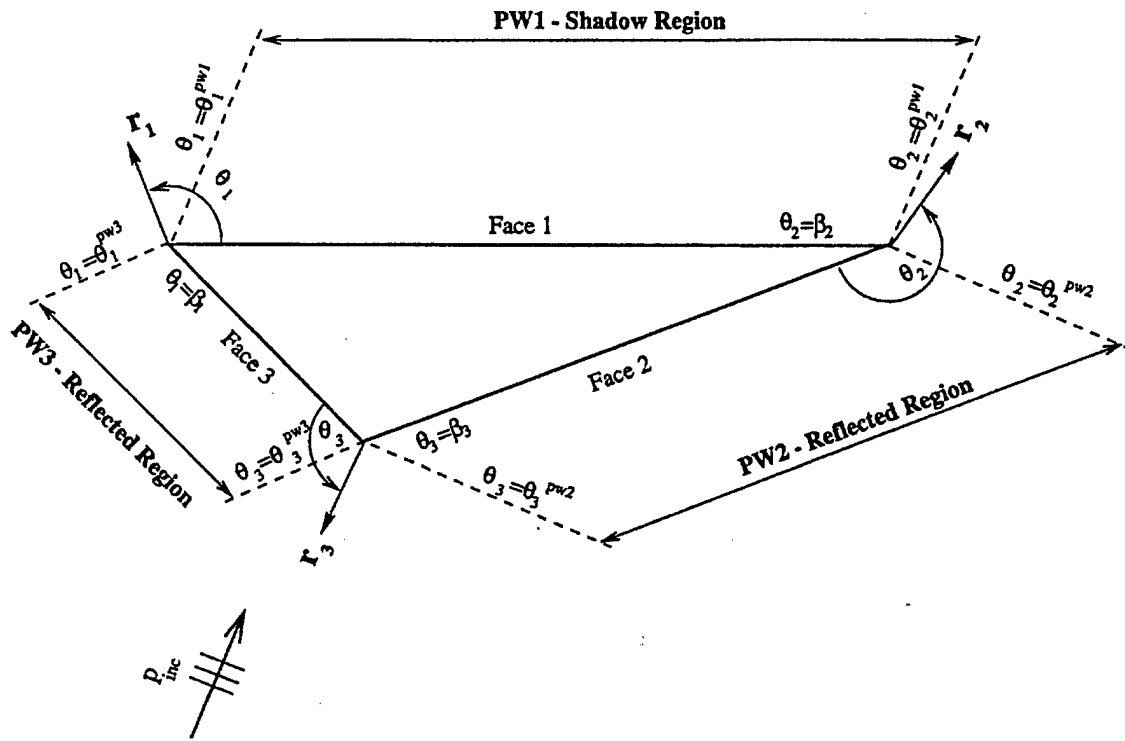 PW1 - Shadow Region
θ₁=θ₁^pw1
θ₂=θ₂^pw1
r₁
r₂
θ₁
Face 1
θ₂=β₂
θ₁=θ₁^pw3
θ₁=β₁
θ₂
θ₂=θ₂^pw2
PW3 - Reflected Region
Face 3
Face 2
θ₃=θ₃^pw3
θ₃
θ₃=β₃
PW2 - Reflected Region
θ₃=θ₃^pw2
r₃
p_inc